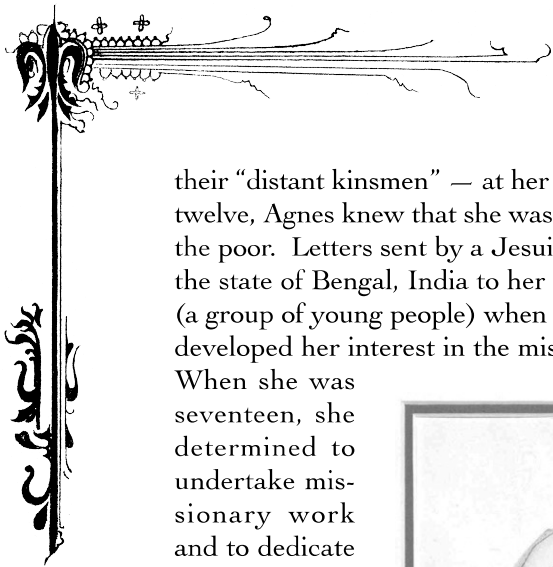 their “distant kinsmen” — at her
twelve, Agnes knew that she was
the poor.  Letters sent by a Jesui
the state of Bengal, India to her
(a group of young people) when
developed her interest in the mis
When she was
seventeen, she
determined to
undertake mis-
sionary work
and to dedicate